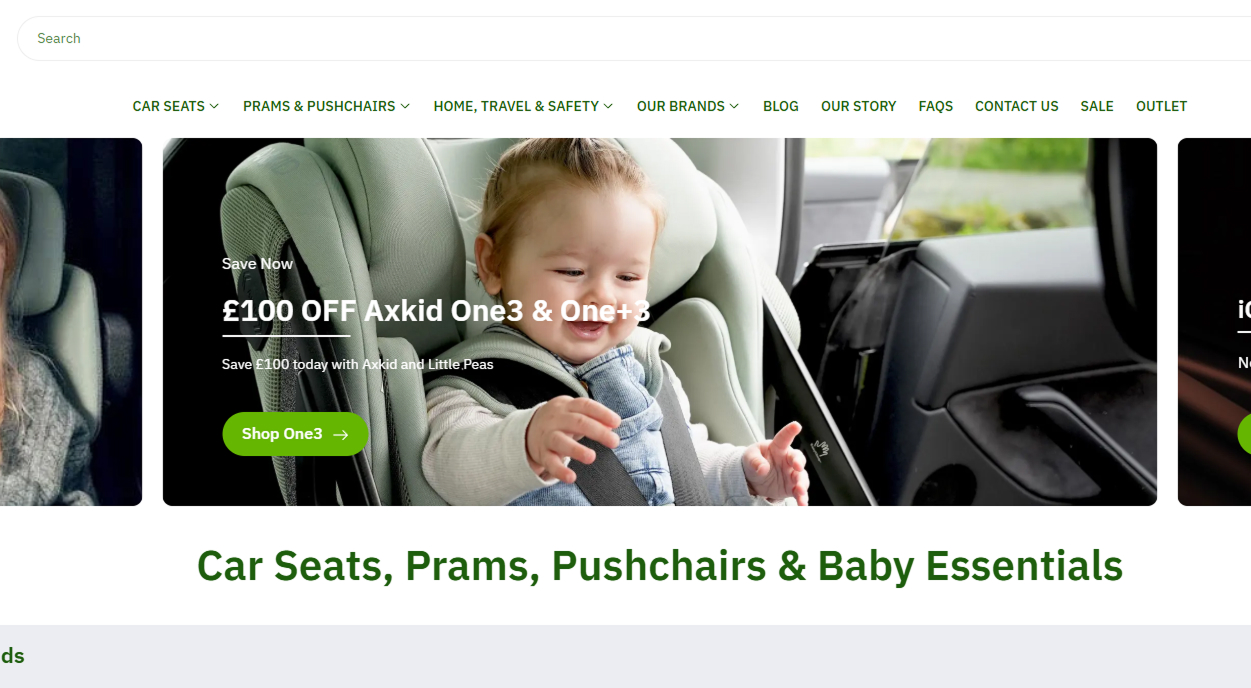 Search
CAR SEATS PRAMS & PUSHCHAIRS HOME, TRAVEL & SAFETY OUR BRANDS BLOG OUR STORY FAQS CONTACT US SALE OUTLET
Save Now
£100 OFF Axkid One3 & One+3
Save £100 today with Axkid and Little Peas
Shop One3
Car Seats, Prams, Pushchairs & Baby Essentials
ds